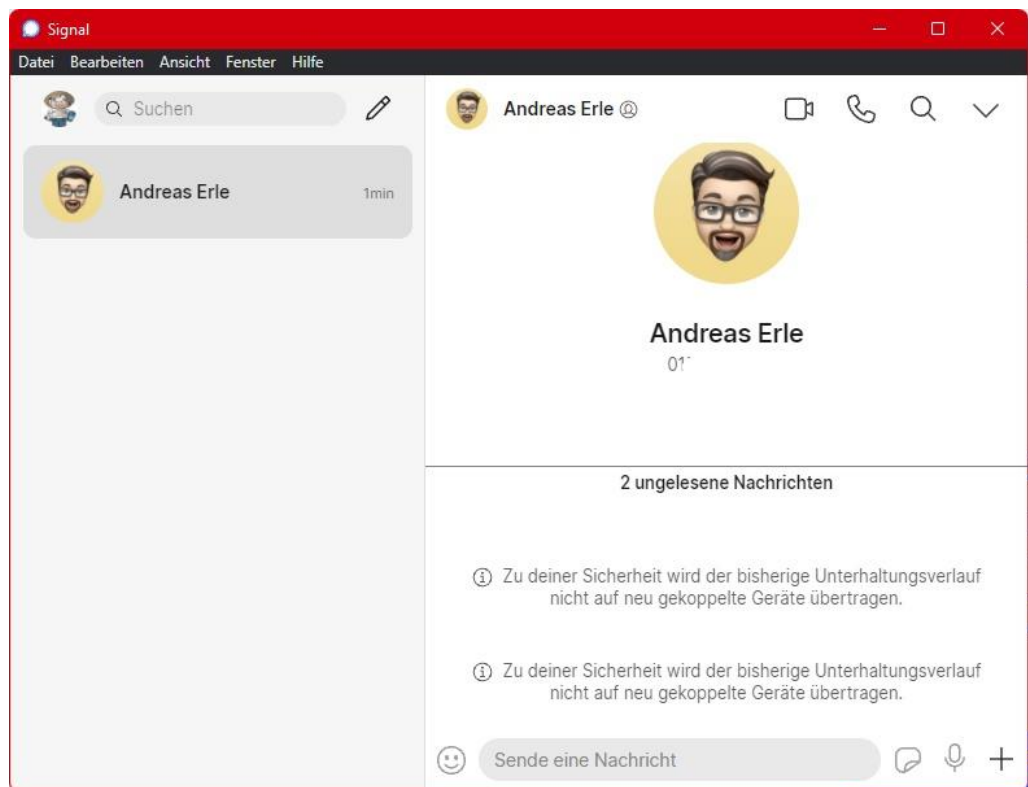 Signal
Datei Bearbeiten Ansicht Fenster Hilfe
Suchen
Andreas Erle
1min
Andreas Erle
Andreas Erle
2 ungelesene Nachrichten
Zu deiner Sicherheit wird der bisherige Unterhaltungsverlauf
nicht auf neu gekoppelte Geräte übertragen.
Zu deiner Sicherheit wird der bisherige Unterhaltungsverlauf
nicht auf neu gekoppelte Geräte übertragen.
Sende eine Nachricht